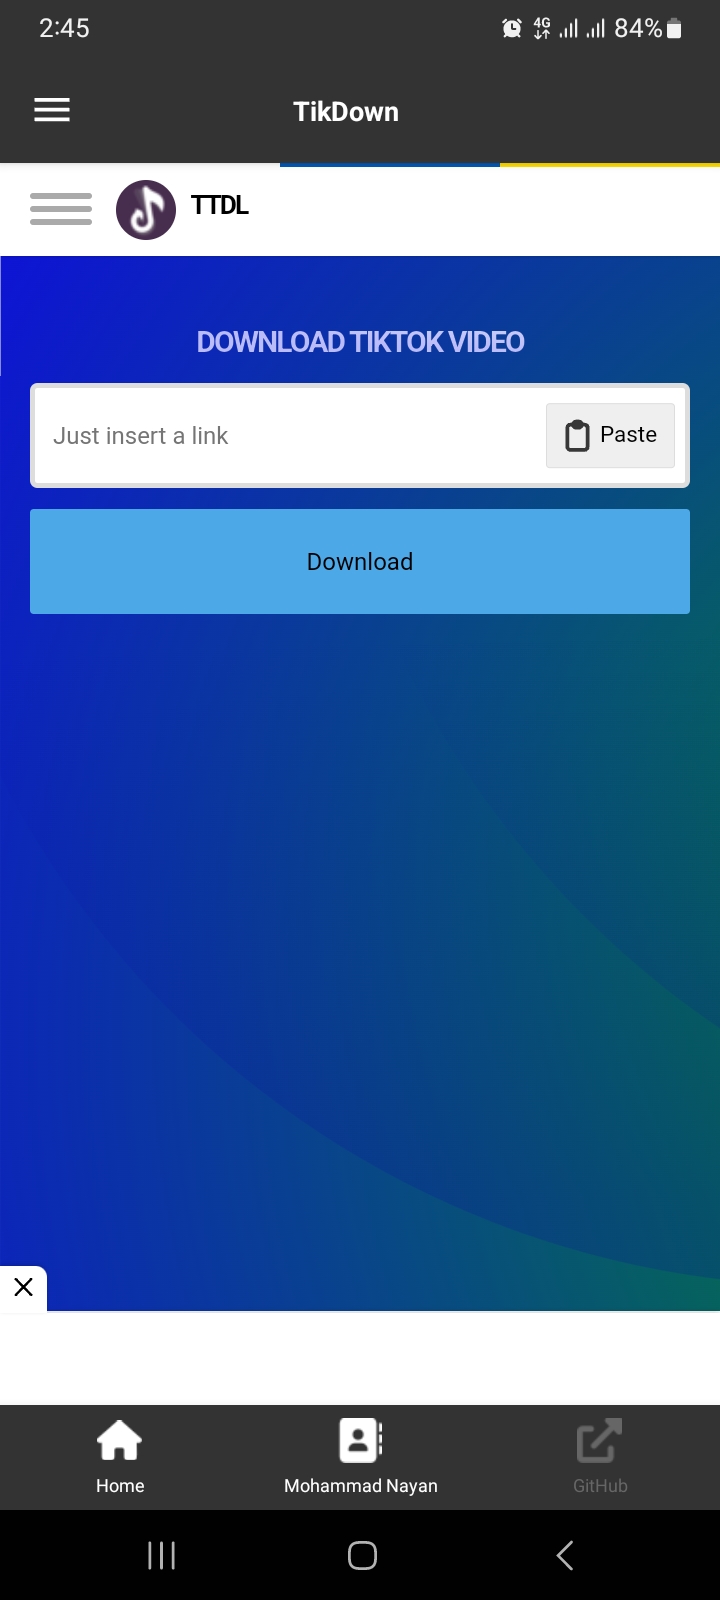 2:45
4G
84%
TikDown
TTDL
DOWNLOAD TIKTOK VIDEO
Just insert a link
Paste
Download
Home
Mohammad Nayan
GitHub